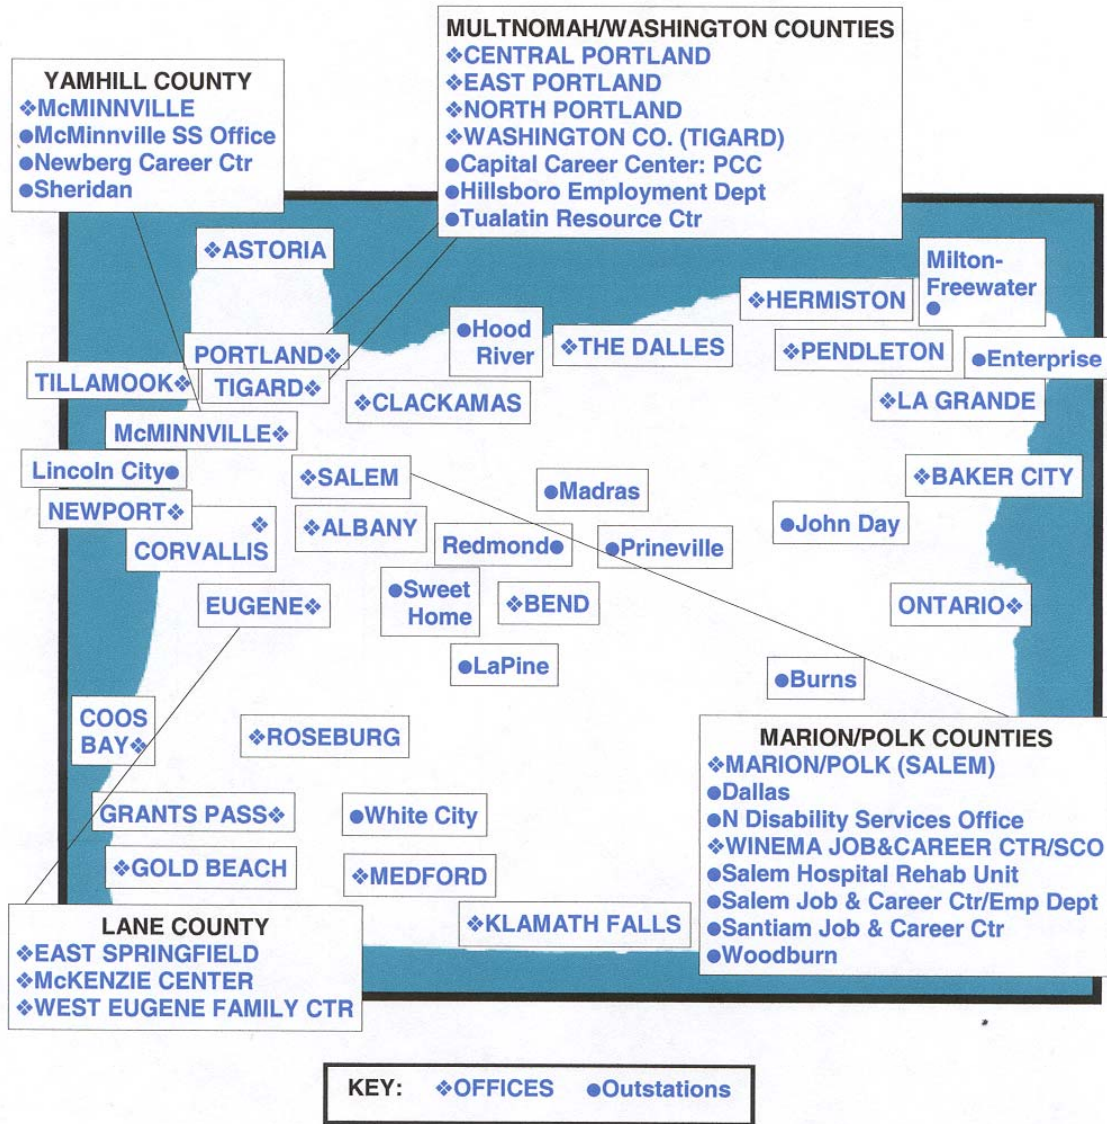 MULTNOMAH/WASHINGTON COUNTIES
❖CENTRAL PORTLAND
❖EAST PORTLAND
❖NORTH PORTLAND
❖WASHINGTON CO. (TIGARD)
●Capital Career Center: PCC
●Hillsboro Employment Dept
●Tualatin Resource Ctr
YAMHILL COUNTY
❖McMINNVILLE
●McMinnville SS Office
●Newberg Career Ctr
●Sheridan
❖ASTORIA
Milton-
Freewater
●
❖HERMISTON
●Hood
River
❖THE DALLES
❖PENDLETON
●Enterprise
PORTLAND❖
TILLAMOOK❖
TIGARD❖
❖CLACKAMAS
❖LA GRANDE
McMINNVILLE❖
Lincoln City●
❖SALEM
❖BAKER CITY
●Madras
NEWPORT❖
❖
CORVALLIS
❖ALBANY
Redmond●
●Prineville
●John Day
EUGENE❖
●Sweet
Home
❖BEND
ONTARIO❖
●LaPine
●Burns
COOS
BAY❖
❖ROSEBURG
GRANTS PASS❖
●White City
❖GOLD BEACH
❖MEDFORD
❖KLAMATH FALLS
MARION/POLK COUNTIES
❖MARION/POLK (SALEM)
●Dallas
●N Disability Services Office
❖WINEMA JOB&CAREER CTR/SCO
●Salem Hospital Rehab Unit
●Salem Job & Career Ctr/Emp Dept
●Santiam Job & Career Ctr
●Woodburn
LANE COUNTY
❖EAST SPRINGFIELD
❖McKENZIE CENTER
❖WEST EUGENE FAMILY CTR
KEY: ❖OFFICES ●Outstations